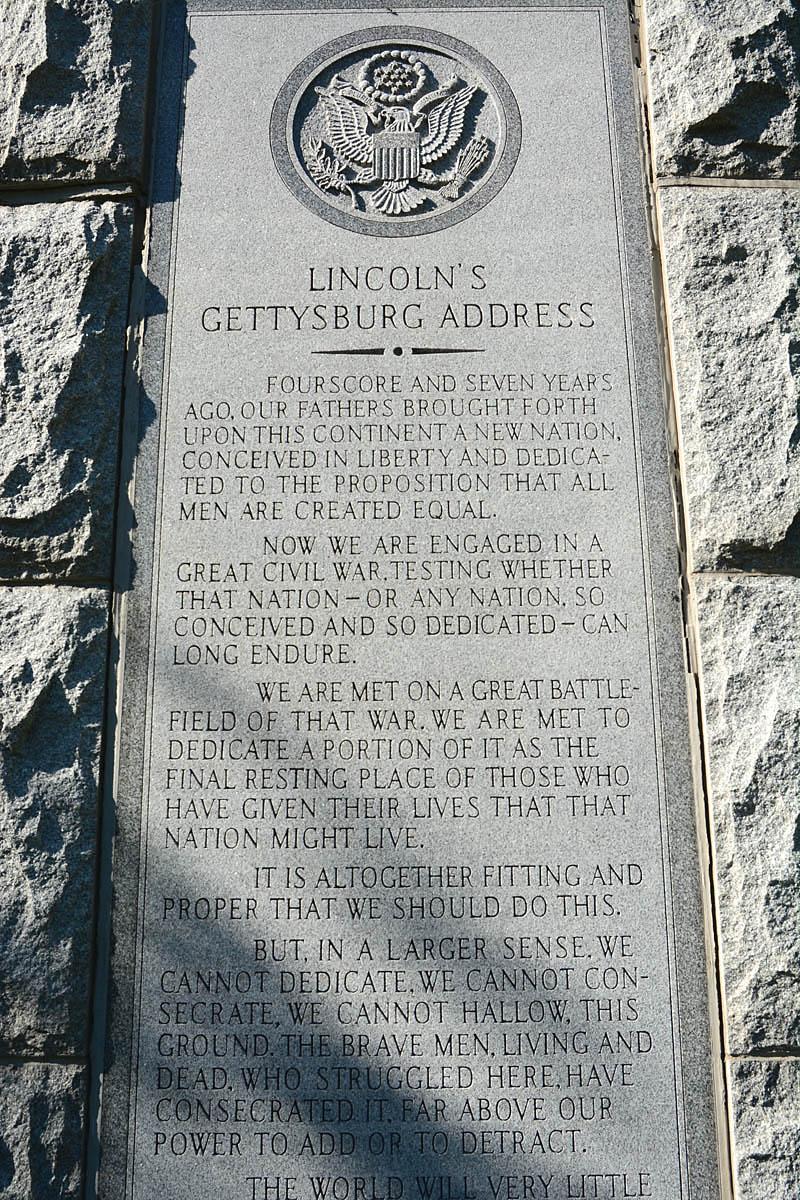 LINCOLN'S
GETTYSBURG ADDRESS
FOURSCORE AND SEVEN YEARS
AGO, OUR FATHERS BROUGHT FORTH
UPON THIS CONTINENT A NEW NATION,
CONCEIVED IN LIBERTY AND DEDICA-
TED TO THE PROPOSITION THAT ALL
MEN ARE CREATED EQUAL.
NOW WE ARE ENGAGED IN A
GREAT CIVIL WAR, TESTING WHETHER
THAT NATION—OR ANY NATION, SO
CONCEIVED AND SO DEDICATED—CAN
LONG ENDURE.
WE ARE MET ON A GREAT BATTLE-
FIELD OF THAT WAR. WE ARE MET TO
DEDICATE A PORTION OF IT AS THE
FINAL RESTING PLACE OF THOSE WHO
HAVE GIVEN THEIR LIVES THAT THAT
NATION MIGHT LIVE.
IT IS ALTOGETHER FITTING AND
PROPER THAT WE SHOULD DO THIS.
BUT, IN A LARGER SENSE, WE
CANNOT DEDICATE, WE CANNOT CON-
SECRATE, WE CANNOT HALLOW, THIS
GROUND. THE BRAVE MEN, LIVING AND
DEAD, WHO STRUGGLED HERE, HAVE
CONSECRATED IT, FAR ABOVE OUR
POWER TO ADD OR TO DETRACT.
THE WORLD WILL VERY LITTLE